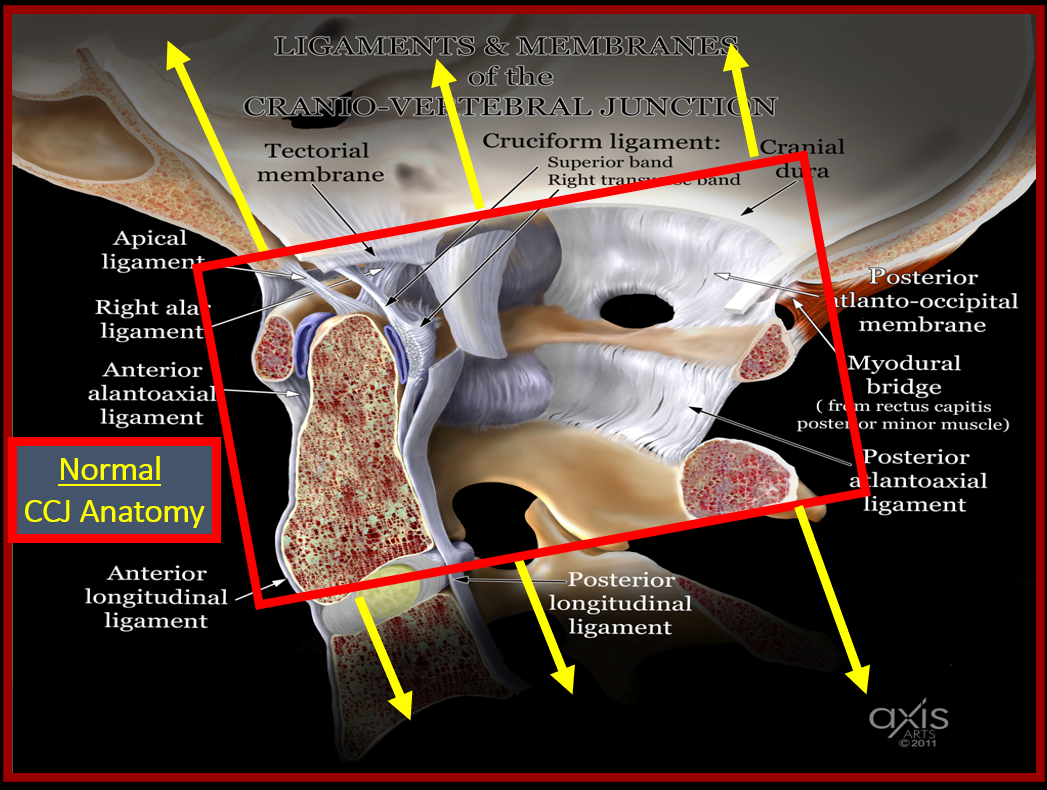 LIGAMENTS & MEMBRANES
of the
CRANIO-VERTEBRAL JUNCTION
Tectorial
membrane
Cruciform ligament:
Superior band
Right transverse band
Cranial
dura
Apical
ligament
Right alar
ligament
Anterior
alantoaxial
ligament
Posterior
atlanto-occipital
membrane
Myodural
bridge
( from rectus capitis
posterior minor muscle)
Posterior
atlantoaxial
ligament
Normal
CCJ Anatomy
Anterior
longitudinal
ligament
Posterior
longitudinal
ligament
axis
ARTS
© 2011